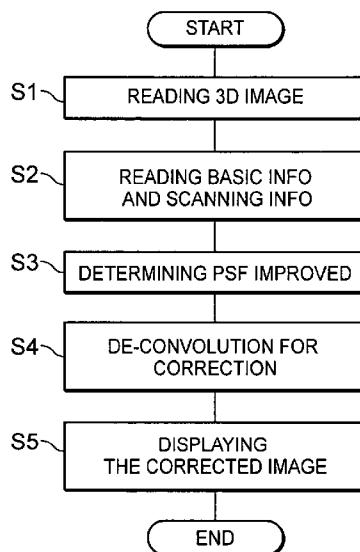 START
S1
READING 3D IMAGE
S2
READING BASIC INFO
AND SCANNING INFO
S3
DETERMINING PSF IMPROVED
S4
DE-CONVOLUTION FOR
CORRECTION
S5
DISPLAYING
THE CORRECTED IMAGE
END